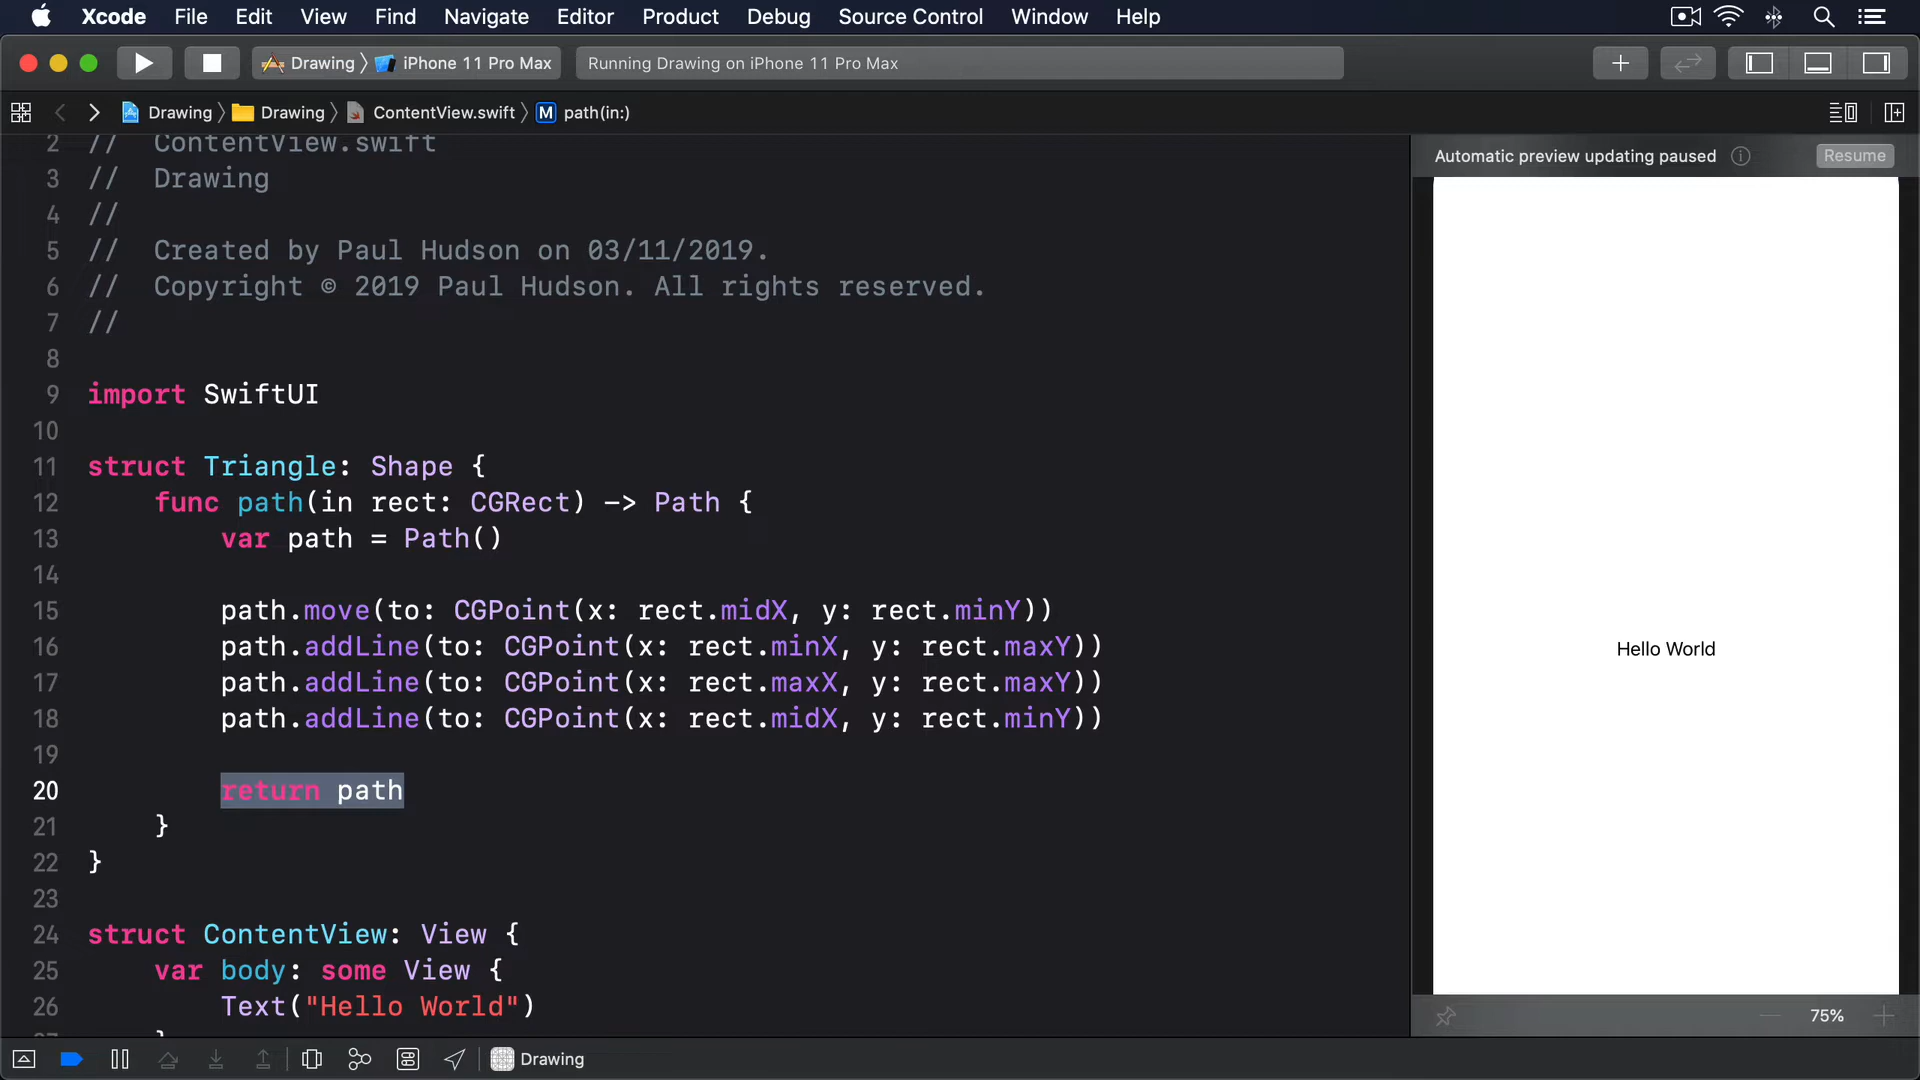 Xcode File Edit View Find Navigate Editor Product Debug Source Control Window Help
Drawing iPhone 11 Pro Max Running Drawing on iPhone 11 Pro Max
Drawing Drawing ContentView.swift M path(in:)
Automatic preview updating paused Resume
2 // ContentView.swift
3 // Drawing
4 //
5 // Created by Paul Hudson on 03/11/2019.
6 // Copyright © 2019 Paul Hudson. All rights reserved.
7 //
8
9 import SwiftUI
10
11 struct Triangle: Shape {
12 func path(in rect: CGRect) -> Path {
13 var path = Path()
14
15 path.move(to: CGPoint(x: rect.midX, y: rect.minY))
16 path.addLine(to: CGPoint(x: rect.minX, y: rect.maxY))
17 path.addLine(to: CGPoint(x: rect.maxX, y: rect.maxY))
18 path.addLine(to: CGPoint(x: rect.midX, y: rect.minY))
19
20 return path
21 }
22 }
23
24 struct ContentView: View {
25 var body: some View {
26 Text("Hello World")
Hello World
75%
Drawing